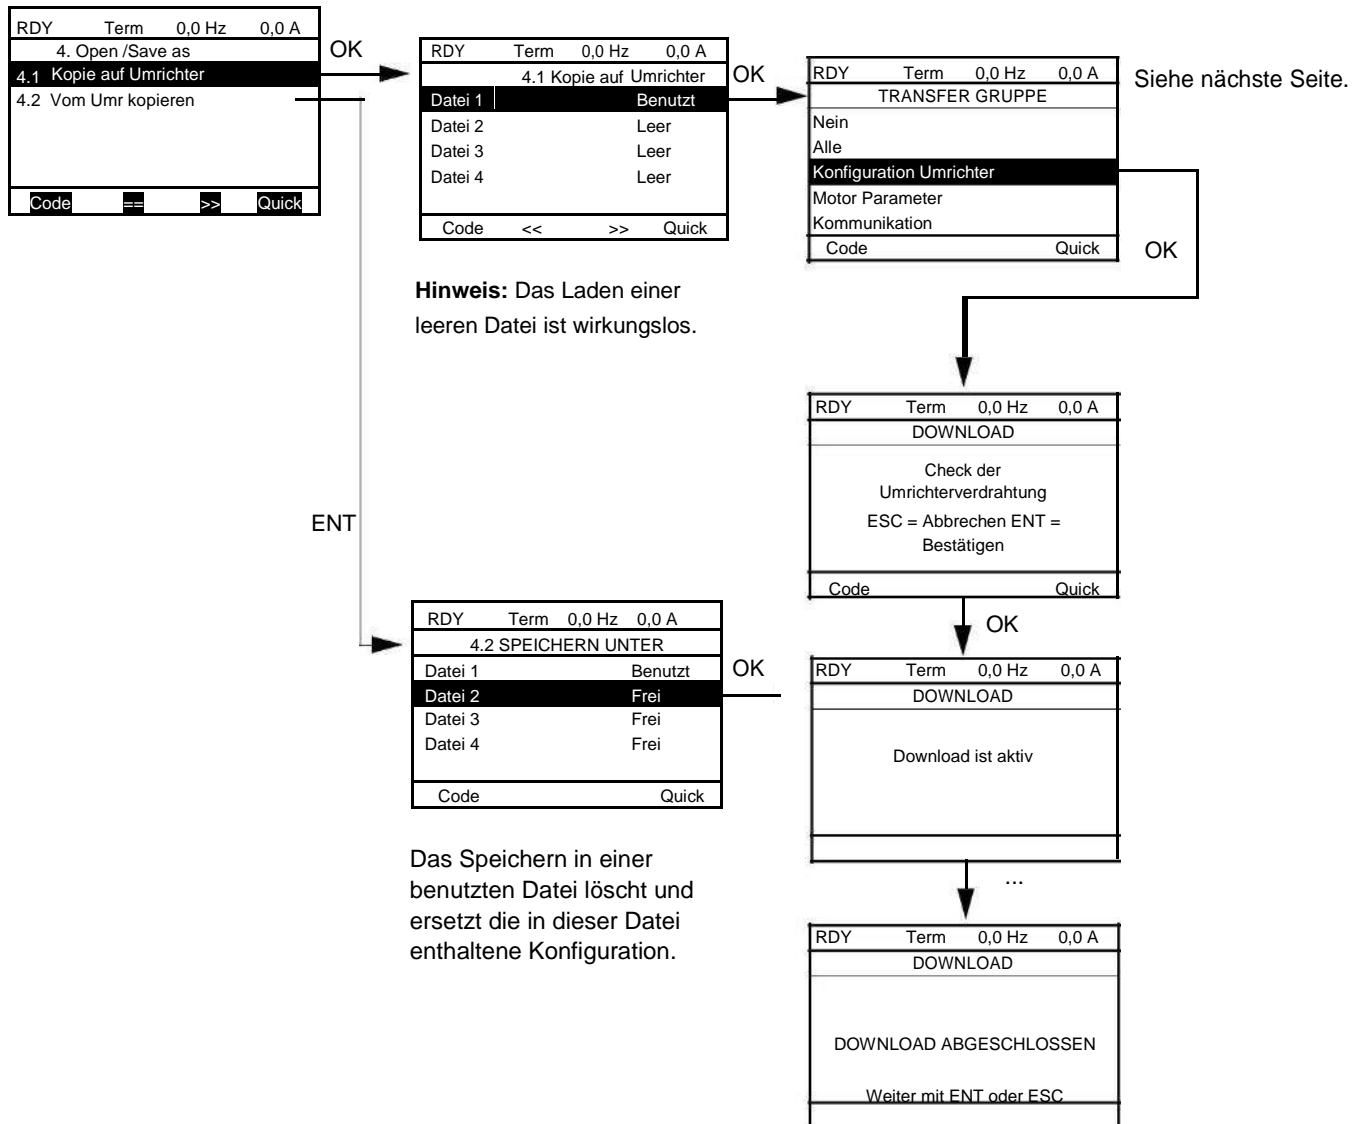 RDY Term 0,0 Hz 0,0 A
4. Open /Save as
4.1 Kopie auf Umrichter
4.2 Vom Umr kopieren
Code == >> Quick
OK
RDY Term 0,0 Hz 0,0 A
4.1 Kopie auf Umrichter
Datei 1 Benutzt
Datei 2 Leer
Datei 3 Leer
Datei 4 Leer
Code << >> Quick
OK
Hinweis: Das Laden einer
leeren Datei ist wirkungslos.
RDY Term 0,0 Hz 0,0 A
TRANSFER GRUPPE
Nein
Alle
Konfiguration Umrichter
Motor Parameter
Kommunikation
Code Quick
Siehe nächste Seite.
OK
RDY Term 0,0 Hz 0,0 A
DOWNLOAD
Check der
Umrichterverdrahtung
ESC = Abbrechen ENT =
Bestätigen
Code Quick
OK
ENT
RDY Term 0,0 Hz 0,0 A
4.2 SPEICHERN UNTER
Datei 1 Benutzt
Datei 2 Frei
Datei 3 Frei
Datei 4 Frei
Code Quick
OK
Das Speichern in einer
benutzten Datei löscht und
ersetzt die in dieser Datei
enthaltene Konfiguration.
RDY Term 0,0 Hz 0,0 A
DOWNLOAD
Download ist aktiv
...
RDY Term 0,0 Hz 0,0 A
DOWNLOAD
DOWNLOAD ABGESCHLOSSEN
Weiter mit ENT oder ESC